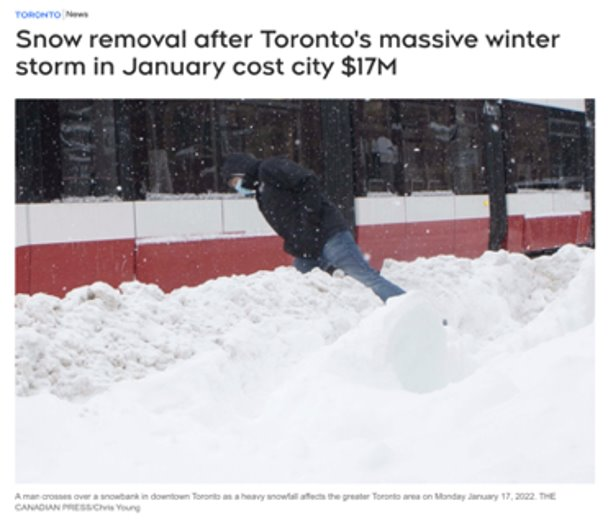 TORONTO | News
Snow removal after Toronto's massive winter
storm in January cost city $17M
A man crosses over a snowbank in downtown Toronto as a heavy snowfall affects the greater Toronto area on Monday January 17, 2022. THE
CANADIAN PRESS/Chris Young